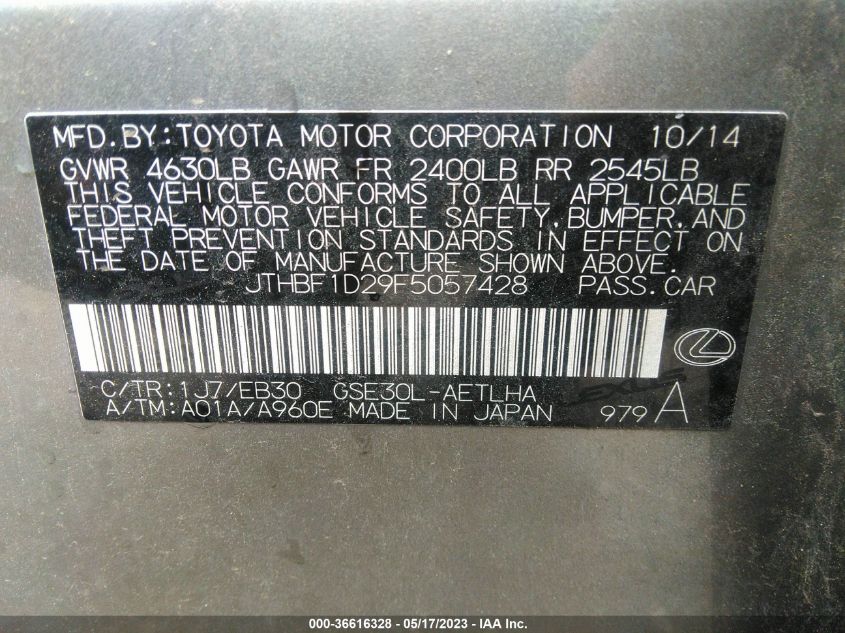 MFD.BY:TOYOTA MOTOR CORPORATION 10/14
GVWR 4630LB GAWR FR 2400LB RR 2545LB
THIS VEHICLE CONFORMS TO ALL APPLICABLE
FEDERAL MOTOR VEHICLE SAFETY,BUMPER,AND
THEFT PREVENTION STANDARDS IN EFFECT ON
THE DATE OF MANUFACTURE SHOWN ABOVE.
JTHBF1D29F5057428 PASS.CAR
C/TR:1J7/EB30 GSE30L-AETLHA
LEXUS
A/TM:A01A/A960E MADE IN JAPAN 979 A
000-36616328 - 05/17/2023 - IAA Inc.